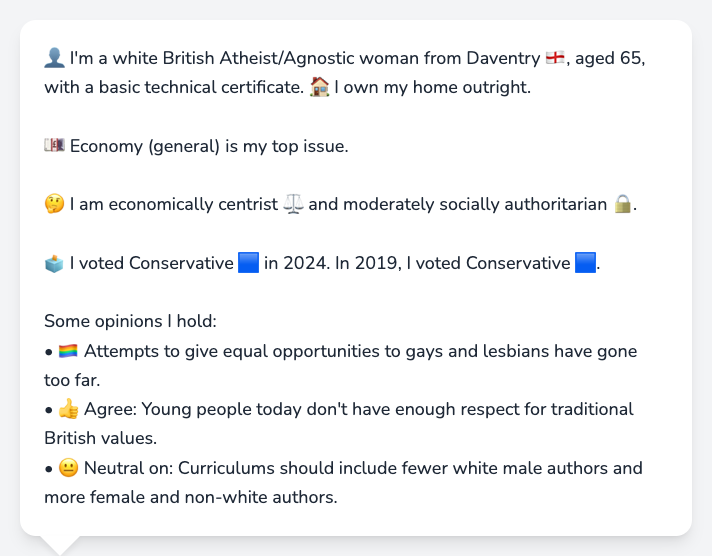 👤 I'm a white British Atheist/Agnostic woman from Daventry 🏴󠁧󠁢󠁥󠁮󠁧󠁿, aged 65,
with a basic technical certificate. 🏠 I own my home outright.
💷 Economy (general) is my top issue.
🤔 I am economically centrist ⚖️ and moderately socially authoritarian 🔒.
🗳️ I voted Conservative 🟦 in 2024. In 2019, I voted Conservative 🟦.
Some opinions I hold:
• 🏳️‍🌈 Attempts to give equal opportunities to gays and lesbians have gone
too far.
• 👍 Agree: Young people today don't have enough respect for traditional
British values.
• 😐 Neutral on: Curriculums should include fewer white male authors and
more female and non-white authors.